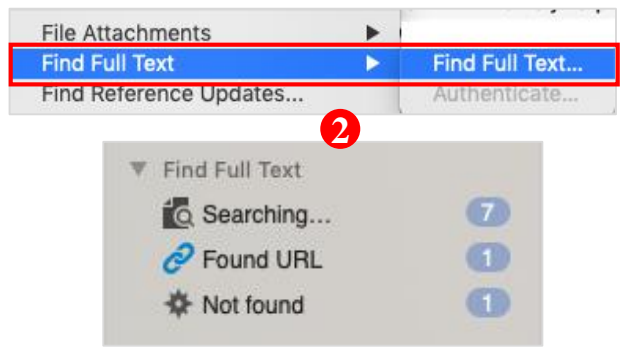 File Attachments
Find Full Text Find Full Text...
Find Reference Updates... Authenticate...
2
Find Full Text
Searching... 7
Found URL 1
Not found 1